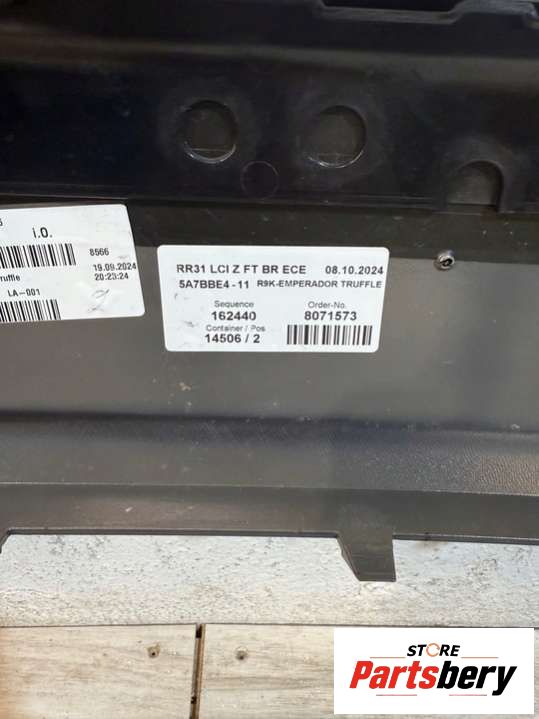 i.O.
8566
19.09.2024
ruffle
20:23:24
LA-001
RR31 LCI Z FT BR ECE 08.10.2024
5A7BBE4 - 11 R9K-EMPERADOR TRUFFLE
Sequence Order-No.
162440 8071573
Container / Pos
14506 / 2
STORE
Partsbery